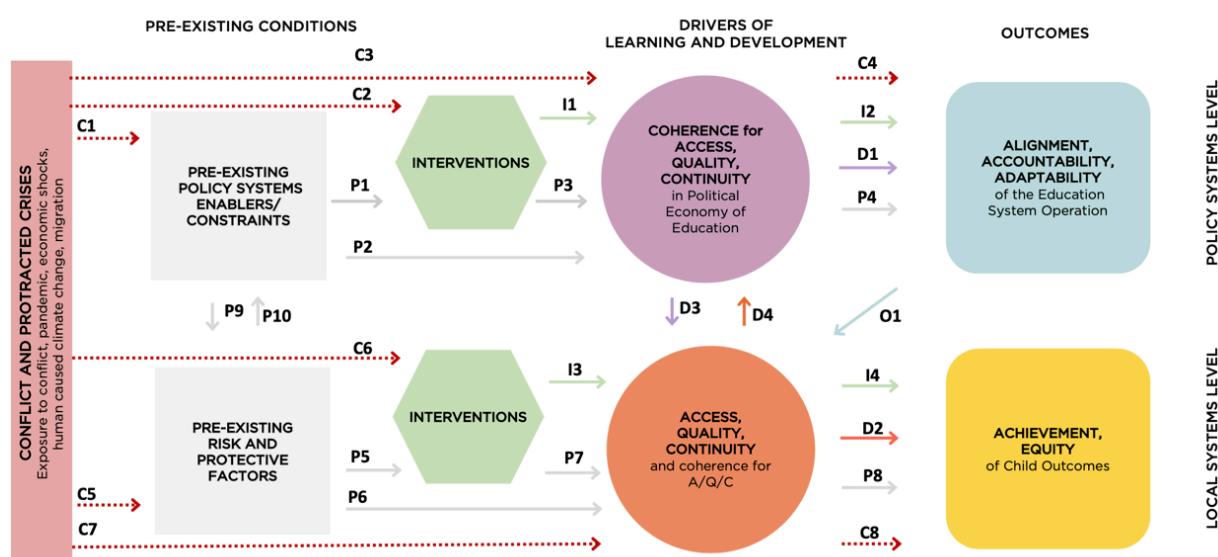 PRE-EXISTING CONDITIONS
DRIVERS OF
LEARNING AND DEVELOPMENT
OUTCOMES
CONFLICT AND PROTRACTED CRISES
Exposure to conflict, pandemic, economic shocks,
human caused climate change, migration
C3
C4
C2
C1
I1
I2
PRE-EXISTING
POLICY SYSTEMS
ENABLERS/
CONSTRAINTS
P1
INTERVENTIONS
P3
COHERENCE for
ACCESS,
QUALITY,
CONTINUITY
in Political
Economy of
Education
D1
P4
ALIGNMENT,
ACCOUNTABILITY,
ADAPTABILITY
of the Education
System Operation
POLICY SYSTEMS LEVEL
P2
P9
P10
D3
D4
O1
C6
I3
I4
PRE-EXISTING
RISK AND
PROTECTIVE
FACTORS
P5
INTERVENTIONS
P7
ACCESS,
QUALITY,
CONTINUITY
and coherence for
A/Q/C
D2
P8
ACHIEVEMENT,
EQUITY
of Child Outcomes
LOCAL SYSTEMS LEVEL
C5
P6
C7
C8